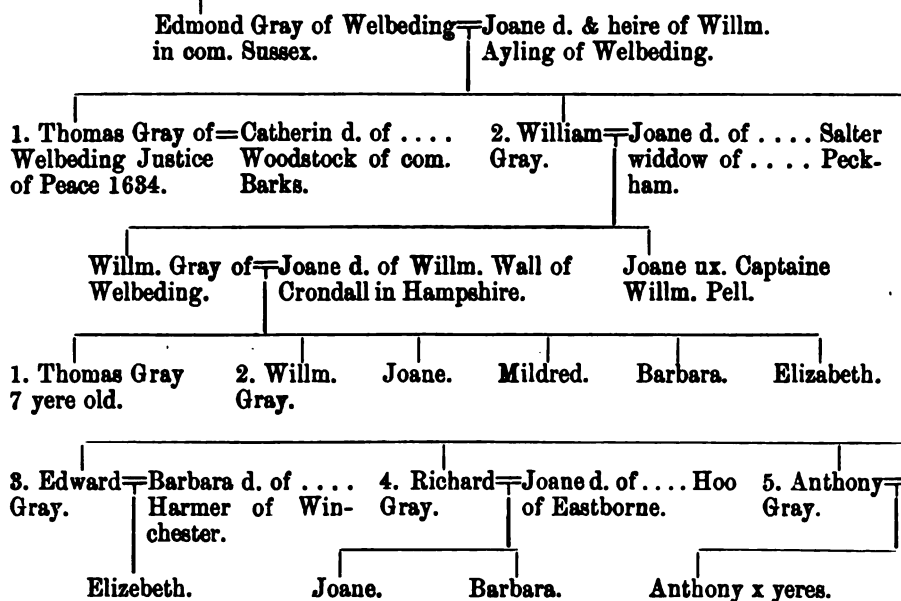 Edmond Gray of Welbeding Joane d. & heire of Willm.
in com. Sussex. Ayling of Welbeding.
1. Thomas Gray of = Catherin d. of .... 2. William Joane d. of .... Salter
Welbeding Justice Woodstock of com. Gray. widdow of .... Peck-
of Peace 1634. Barks. ham.
Willm. Gray of Joane d. of Willm. Wall of Joane ux. Captaine
Welbeding. Crondall in Hampshire. Willm. Pell.
1. Thomas Gray 2. Willm. Joane. Mildred. Barbara. Elizabeth.
7 yere old. Gray.
3. Edward Barbara d. of .... 4. Richard Joane d. of .... Hoo 5. Anthony
Gray. Harmer of Win- Gray. of Eastborne. Gray.
chester.
Elizebeth. Joane. Barbara. Anthony x yeres.